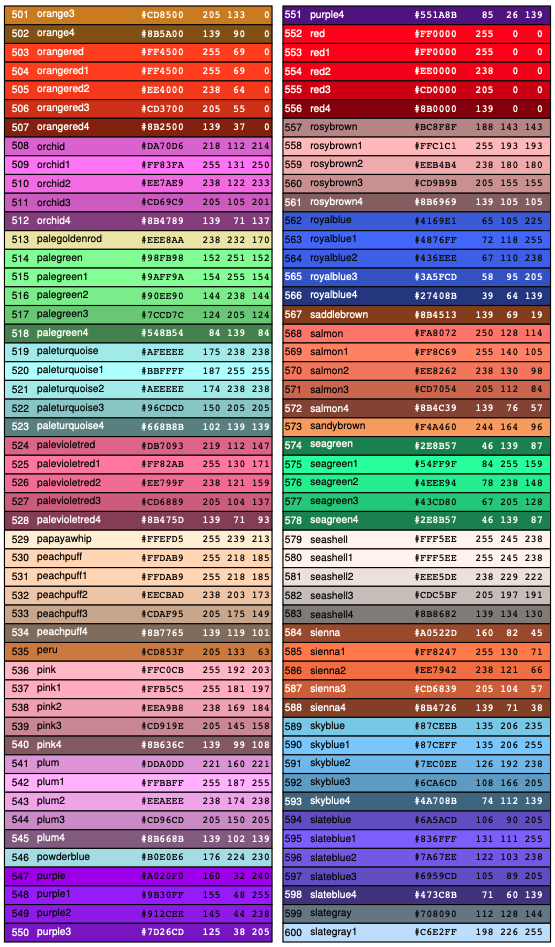 501 orange3 #CD8500 205 133 0
502 orange4 #8B5A00 139 90 0
503 orangered #FF4500 255 69 0
504 orangered1 #FF4500 255 69 0
505 orangered2 #EE4000 238 64 0
506 orangered3 #CD3700 205 55 0
507 orangered4 #8B2500 139 37 0
508 orchid #DA70D6 218 112 214
509 orchid1 #FF83FA 255 131 250
510 orchid2 #EE7AE9 238 122 233
511 orchid3 #CD69C9 205 105 201
512 orchid4 #8B4789 139 71 137
513 palegoldenrod #EEE8AA 238 232 170
514 palegreen #98FB98 152 251 152
515 palegreen1 #9AFF9A 154 255 154
516 palegreen2 #90EE90 144 238 144
517 palegreen3 #7CCD7C 124 205 124
518 palegreen4 #548B54 84 139 84
519 paleturquoise #AFEEEE 175 238 238
520 paleturquoise1 #BBFFFF 187 255 255
521 paleturquoise2 #AEEEEE 174 238 238
522 paleturquoise3 #96CDCD 150 205 205
523 paleturquoise4 #668B8B 102 139 139
524 palevioletred #DB7093 219 112 147
525 palevioletred1 #FF82AB 255 130 171
526 palevioletred2 #EE799F 238 121 159
527 palevioletred3 #CD6889 205 104 137
528 palevioletred4 #8B475D 139 71 93
529 papayawhip #FFEFD5 255 239 213
530 peachpuff #FFDAB9 255 218 185
531 peachpuff1 #FFDAB9 255 218 185
532 peachpuff2 #EECBAD 238 203 173
533 peachpuff3 #CDAF95 205 175 149
534 peachpuff4 #8B7765 139 119 101
535 peru #CD853F 205 133 63
536 pink #FFC0CB 255 192 203
537 pink1 #FFB5C5 255 181 197
538 pink2 #EEA9B8 238 169 184
539 pink3 #CD919E 205 145 158
540 pink4 #8B636C 139 99 108
541 plum #DDA0DD 221 160 221
542 plum1 #FFBBFF 255 187 255
543 plum2 #EEAEEE 238 174 238
544 plum3 #CD96CD 205 150 205
545 plum4 #8B668B 139 102 139
546 powderblue #B0E0E6 176 224 230
547 purple #A020F0 160 32 240
548 purple1 #9B30FF 155 48 255
549 purple2 #912CEE 145 44 238
550 purple3 #7D26CD 125 38 205
551 purple4 #551A8B 85 26 139
552 red #FF0000 255 0 0
553 red1 #FF0000 255 0 0
554 red2 #EE0000 238 0 0
555 red3 #CD0000 205 0 0
556 red4 #8B0000 139 0 0
557 rosybrown #BC8F8F 188 143 143
558 rosybrown1 #FFC1C1 255 193 193
559 rosybrown2 #EEB4B4 238 180 180
560 rosybrown3 #CD9B9B 205 155 155
561 rosybrown4 #8B6969 139 105 105
562 royalblue #4169E1 65 105 225
563 royalblue1 #4876FF 72 118 255
564 royalblue2 #436EEE 67 110 238
565 royalblue3 #3A5FCD 58 95 205
566 royalblue4 #27408B 39 64 139
567 saddlebrown #8B4513 139 69 19
568 salmon #FA8072 250 128 114
569 salmon1 #FF8C69 255 140 105
570 salmon2 #EE8262 238 130 98
571 salmon3 #CD7054 205 112 84
572 salmon4 #8B4C39 139 76 57
573 sandybrown #F4A460 244 164 96
574 seagreen #2E8B57 46 139 87
575 seagreen1 #54FF9F 84 255 159
576 seagreen2 #4EEE94 78 238 148
577 seagreen3 #43CD80 67 205 128
578 seagreen4 #2E8B57 46 139 87
579 seashell #FFF5EE 255 245 238
580 seashell1 #FFF5EE 255 245 238
581 seashell2 #EEE5DE 238 229 222
582 seashell3 #CDC5BF 205 197 191
583 seashell4 #8B8682 139 134 130
584 sienna #A0522D 160 82 45
585 sienna1 #FF8247 255 130 71
586 sienna2 #EE7942 238 121 66
587 sienna3 #CD6839 205 104 57
588 sienna4 #8B4726 139 71 38
589 skyblue #87CEEB 135 206 235
590 skyblue1 #87CEFF 135 206 255
591 skyblue2 #7EC0EE 126 192 238
592 skyblue3 #6CA6CD 108 166 205
593 skyblue4 #4A708B 74 112 139
594 slateblue #6A5ACD 106 90 205
595 slateblue1 #836FFF 131 111 255
596 slateblue2 #7A67EE 122 103 238
597 slateblue3 #6959CD 105 89 205
598 slateblue4 #473C8B 71 60 139
599 slategray #708090 112 128 144
600 slategray1 #C6E2FF 198 226 255